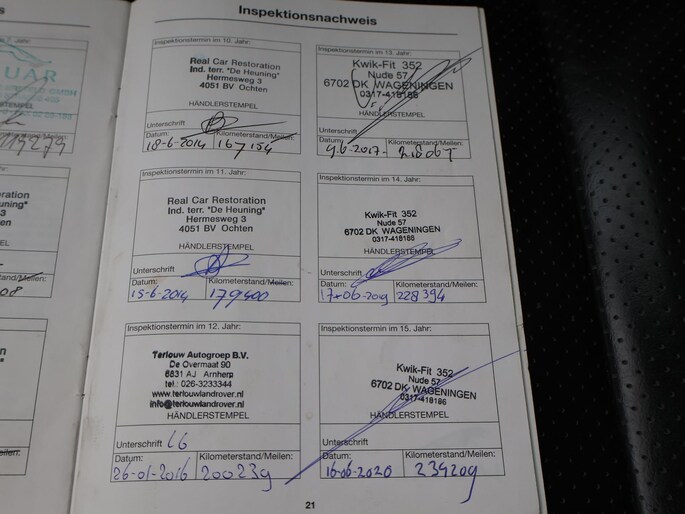 Inspektionsnachweis
UAR
Inspektionstermin im 10. Jahr:
Real Car Restoration
Ind. terr. "De Heuning"
Hermesweg 3
4051 BV Ochten
HÄNDLERSTEMPEL
Unterschrift
Datum: Kilometerstand/Meilen:
18-6-2014 167154
Inspektionstermin im 11. Jahr:
Real Car Restoration
Ind. terr. "De Heuning"
Hermesweg 3
4051 BV Ochten
HÄNDLERSTEMPEL
Unterschrift
Datum: Kilometerstand/Meilen:
15-6-2014 179400
Inspektionstermin im 12. Jahr:
Terlouw Autogroep B.V.
De Overmaat 90
6831 AJ Arnhem
tel.: 026-3233344
www.terlouwlandrover.nl
info@terlouwlandrover.nl
HÄNDLERSTEMPEL
Unterschrift
Datum: Kilometerstand/Meilen:
26-01-2016 200239
Inspektionstermin im 13. Jahr:
Kwik-Fit 352
Nude 57
6702 DK WAGENINGEN
0317-418186
HÄNDLERSTEMPEL
Unterschrift
Datum: Kilometerstand/Meilen:
9-6-2017
Inspektionstermin im 14. Jahr:
Kwik-Fit 352
Nude 57
6702 DK WAGENINGEN
0317-418186
HÄNDLERSTEMPEL
Unterschrift
Datum: Kilometerstand/Meilen:
17-06-2019 228394
Inspektionstermin im 15. Jahr:
Kwik-Fit 352
Nude 57
6702 DK WAGENINGEN
0317-418186
HÄNDLERSTEMPEL
Unterschrift
Datum: Kilometerstand/Meilen:
16-06-2020 234209
21